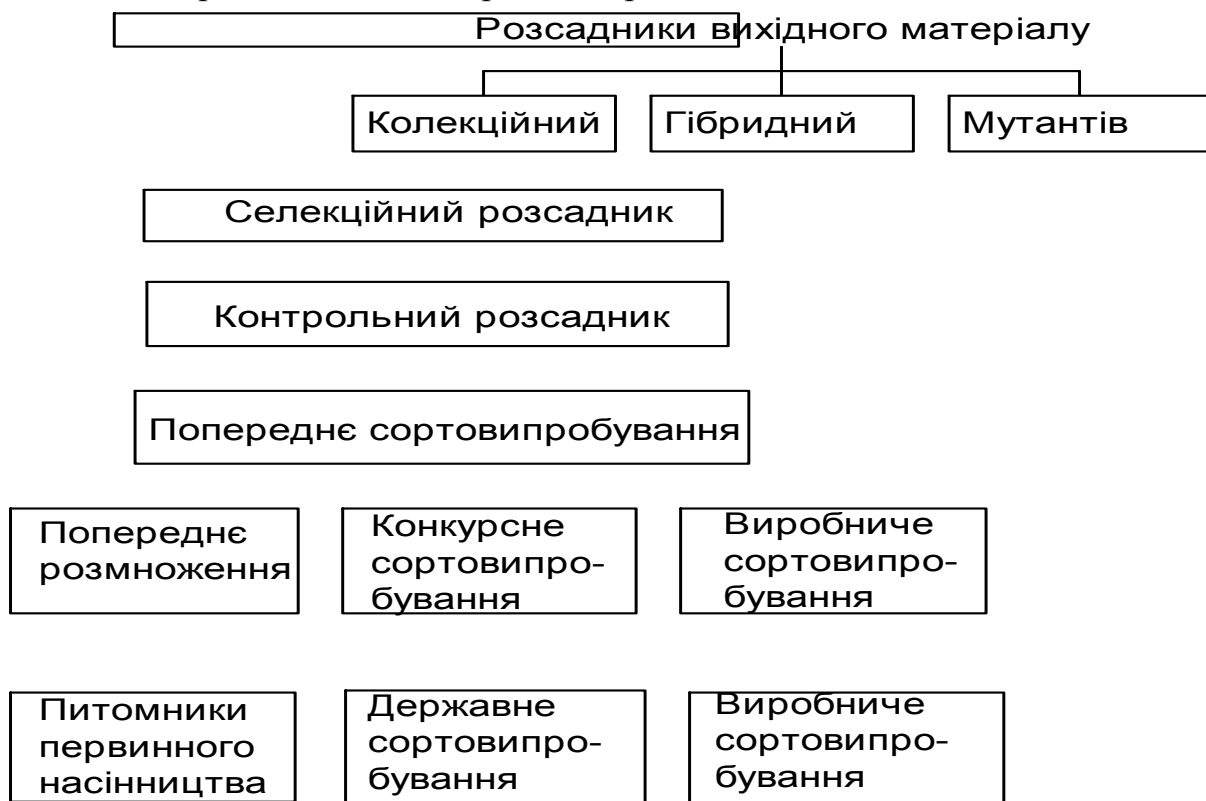 Розсадники вихідного матеріалу
Колекційний Гібридний Мутантів
Селекційний розсадник
Контрольний розсадник
Попереднє сортовипробування
Попереднє
розмноження
Конкурсне
сортовипро-
бування
Виробниче
сортовипро-
бування
Питомники
первинного
насінництва
Державне
сортовипро-
бування
Виробниче
сортовипро-
бування